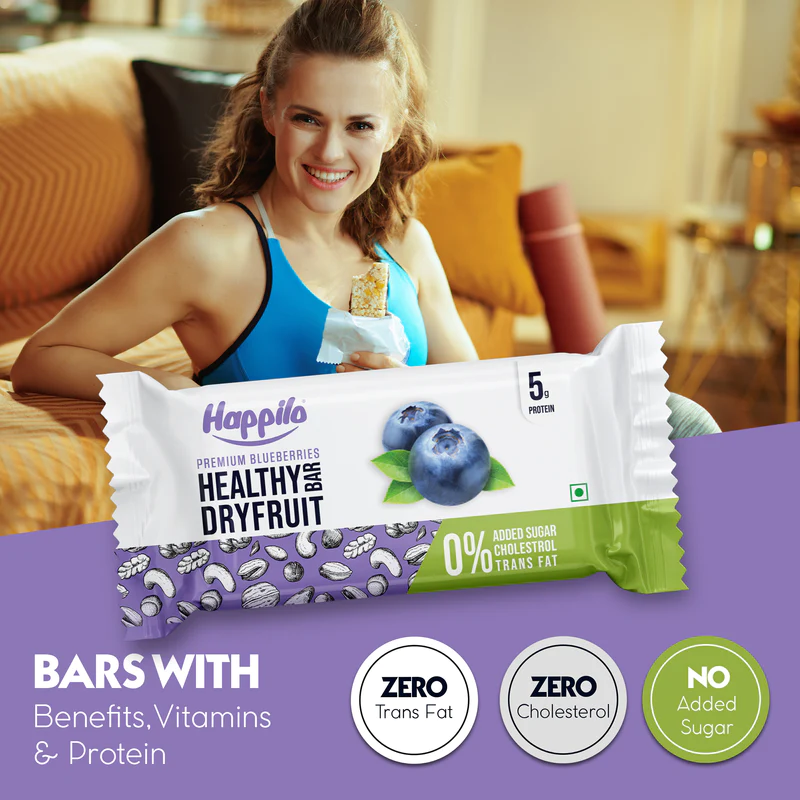 Happilo
PREMIUM BLUEBERRIES
HEALTHY BAR
DRYFRUIT
5g
PROTEIN
0% ADDED SUGAR
CHOLESTROL
TRANS FAT
BARS WITH
Benefits, Vitamins
& Protein
ZERO
Trans Fat
ZERO
Cholesterol
NO
Added
Sugar